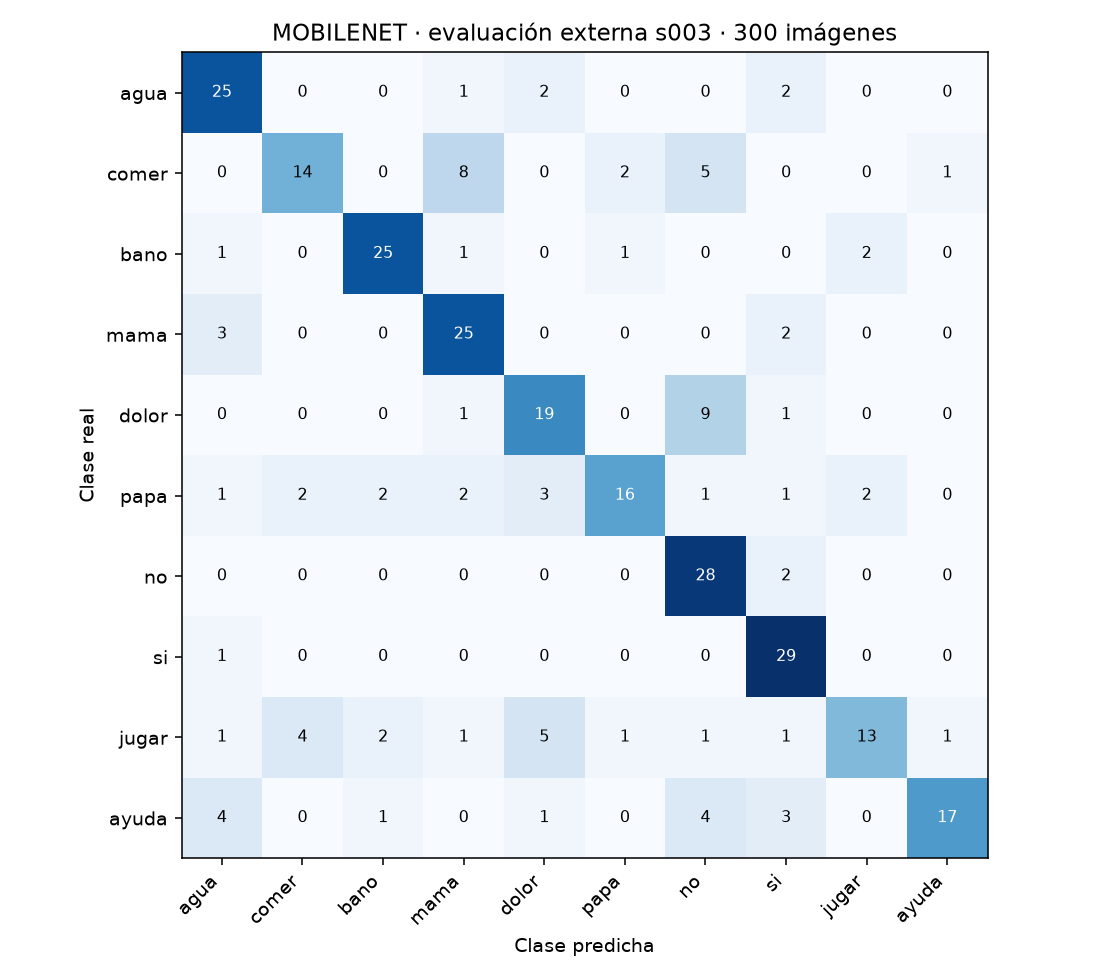 MOBILENET · evaluación externa s003 · 300 imágenes
agua 25 0 0 1 2 0 0 2 0 0
comer 0 14 0 8 0 2 5 0 0 1
bano 1 0 25 1 0 1 0 0 2 0
mama 3 0 0 25 0 0 0 2 0 0
dolor 0 0 0 1 19 0 9 1 0 0
papa 1 2 2 2 3 16 1 1 2 0
no 0 0 0 0 0 0 28 2 0 0
si 1 0 0 0 0 0 0 29 0 0
jugar 1 4 2 1 5 1 1 1 13 1
ayuda 4 0 1 0 1 0 4 3 0 17
Clase real
agua comer bano mama dolor papa no si jugar ayuda
Clase predicha